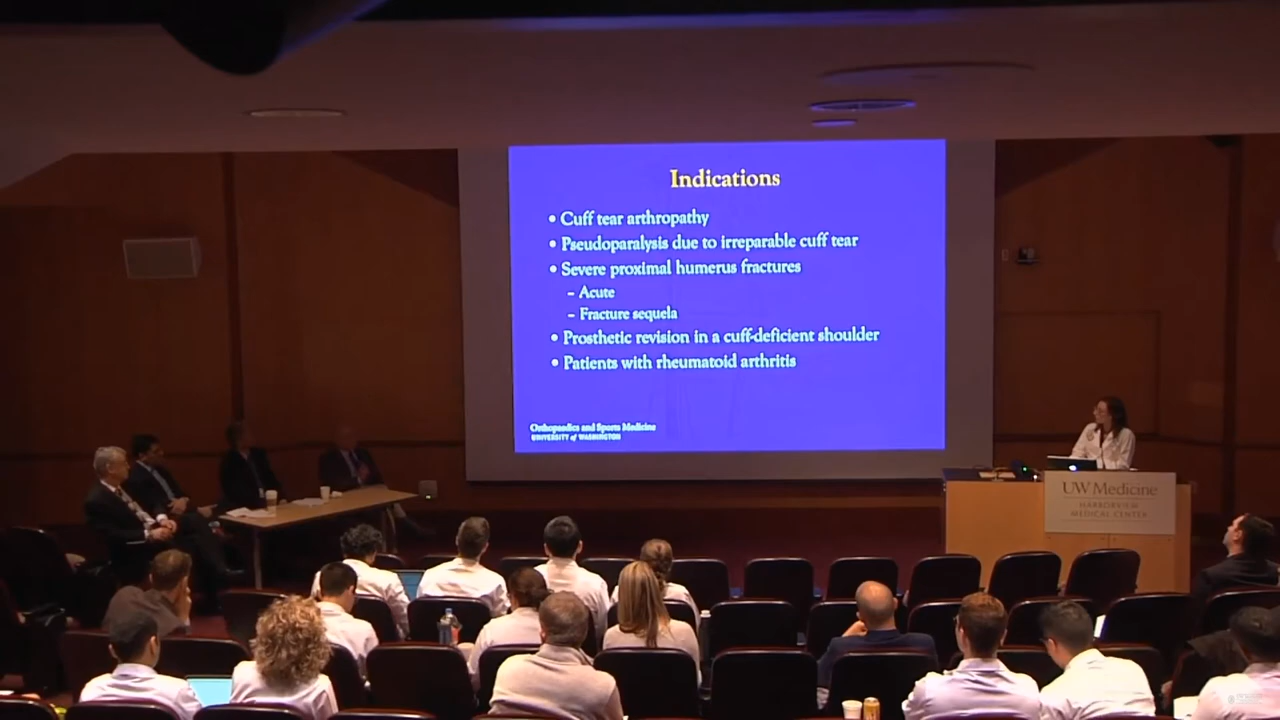 Indications
• Cuff tear arthropathy
• Pseudoparalysis due to irreparable cuff tear
• Severe proximal humerus fractures
– Acute
– Fracture sequela
• Prosthetic revision in a cuff-deficient shoulder
• Patients with rheumatoid arthritis
Orthopaedics and Sports Medicine
UNIVERSITY of WASHINGTON
UW Medicine
HARBORVIEW
MEDICAL CENTER